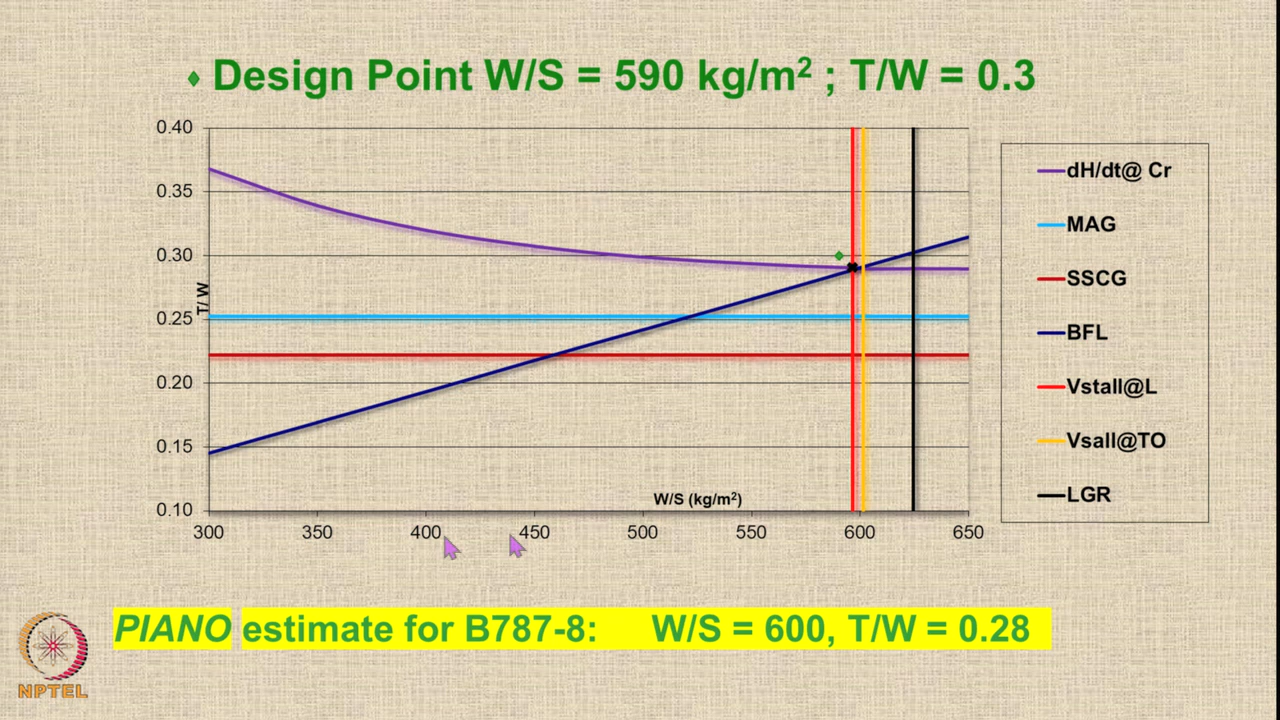 Design Point W/S = 590 kg/m² ; T/W = 0.3
0.40
0.35
0.30
0.25
0.20
0.15
0.10
T/ W
W/S (kg/m²)
300 350 400 450 500 550 600 650
dH/dt@ Cr
MAG
SSCG
BFL
Vstall@L
Vsall@TO
LGR
PIANO estimate for B787-8: W/S = 600, T/W = 0.28
NPTEL